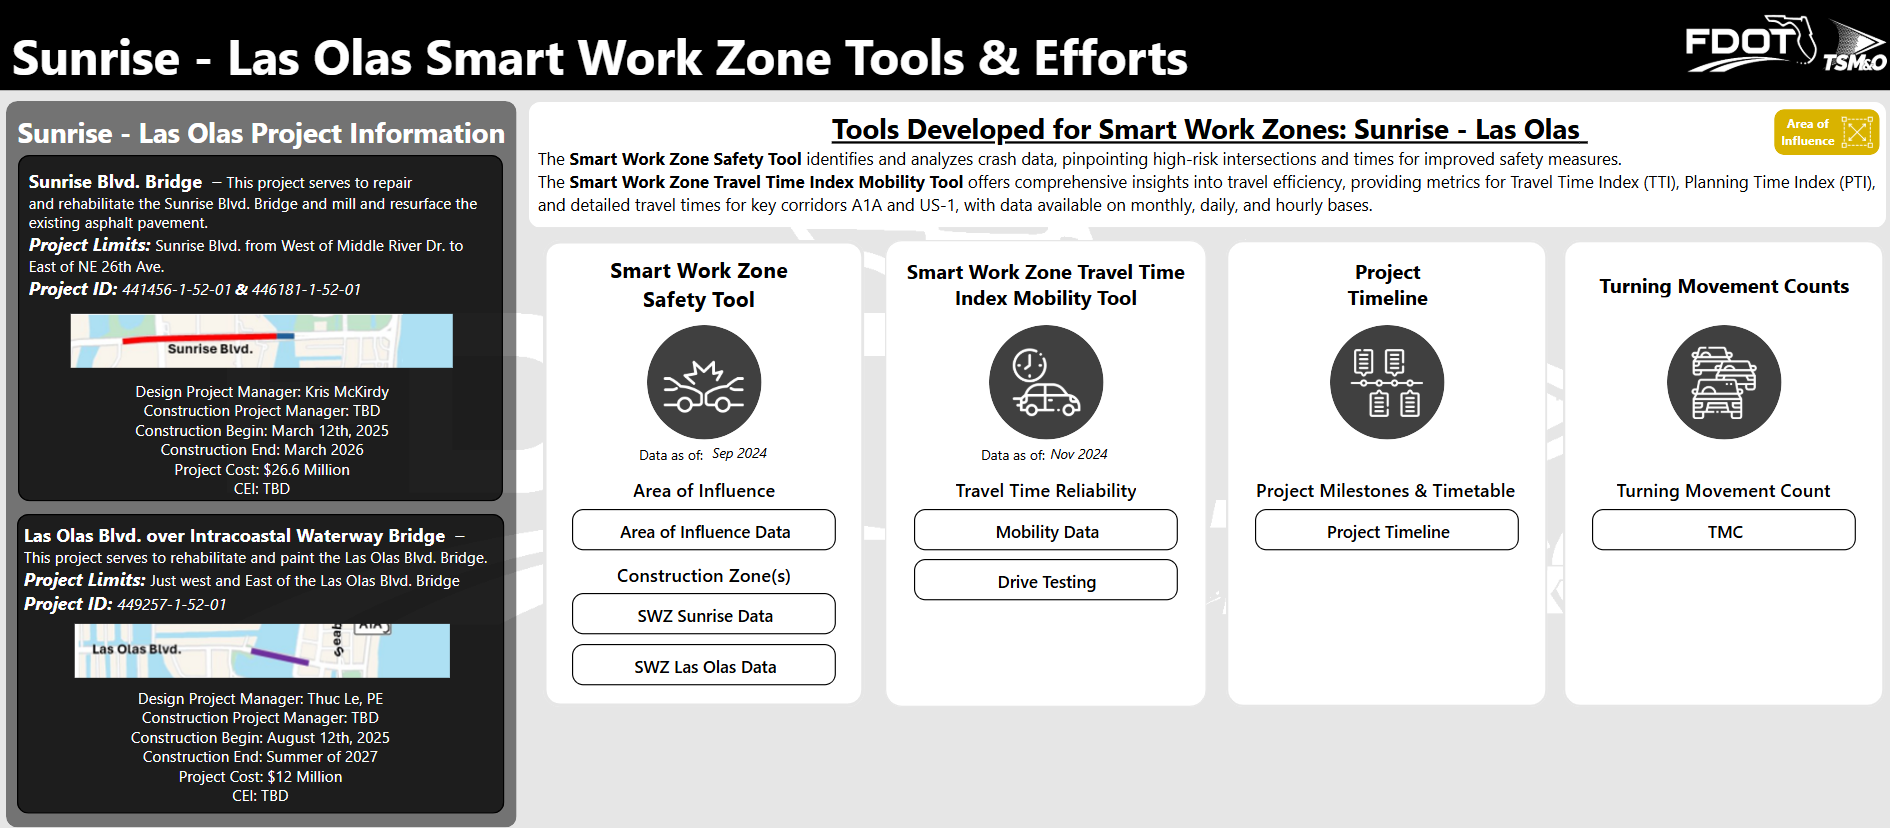 Sunrise - Las Olas Smart Work Zone Tools & Efforts
FDOT
TSM&O
Sunrise - Las Olas Project Information
Sunrise Blvd. Bridge – This project serves to repair
and rehabilitate the Sunrise Blvd. Bridge and mill and resurface the
existing asphalt pavement.
Project Limits: Sunrise Blvd. from West of Middle River Dr. to
East of NE 26th Ave.
Project ID: 441456-1-52-01 & 446181-1-52-01
Sunrise Blvd.
Design Project Manager: Kris McKirdy
Construction Project Manager: TBD
Construction Begin: March 12th, 2025
Construction End: March 2026
Project Cost: $26.6 Million
CEI: TBD
Las Olas Blvd. over Intracoastal Waterway Bridge –
This project serves to rehabilitate and paint the Las Olas Blvd. Bridge.
Project Limits: Just west and East of the Las Olas Blvd. Bridge
Project ID: 449257-1-52-01
Las Olas Blvd.
Seab
A1A
Design Project Manager: Thuc Le, PE
Construction Project Manager: TBD
Construction Begin: August 12th, 2025
Construction End: Summer of 2027
Project Cost: $12 Million
CEI: TBD
Tools Developed for Smart Work Zones: Sunrise - Las Olas
Area of
Influence
The Smart Work Zone Safety Tool identifies and analyzes crash data, pinpointing high-risk intersections and times for improved safety measures.
The Smart Work Zone Travel Time Index Mobility Tool offers comprehensive insights into travel efficiency, providing metrics for Travel Time Index (TTI), Planning Time Index (PTI),
and detailed travel times for key corridors A1A and US-1, with data available on monthly, daily, and hourly bases.
Smart Work Zone
Safety Tool
Data as of: Sep 2024
Area of Influence
Area of Influence Data
Construction Zone(s)
SWZ Sunrise Data
SWZ Las Olas Data
Smart Work Zone Travel Time
Index Mobility Tool
Data as of: Nov 2024
Travel Time Reliability
Mobility Data
Drive Testing
Project
Timeline
Project Milestones & Timetable
Project Timeline
Turning Movement Counts
Turning Movement Count
TMC